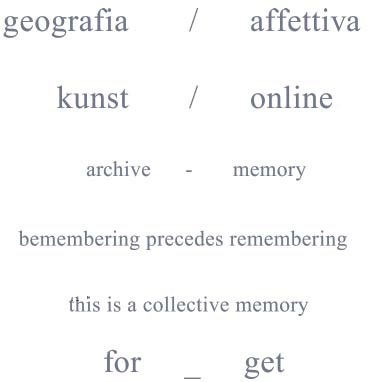 geografia / affettiva
kunst / online
archive - memory
bemembering precedes remembering
this is a collective memory
for _ get